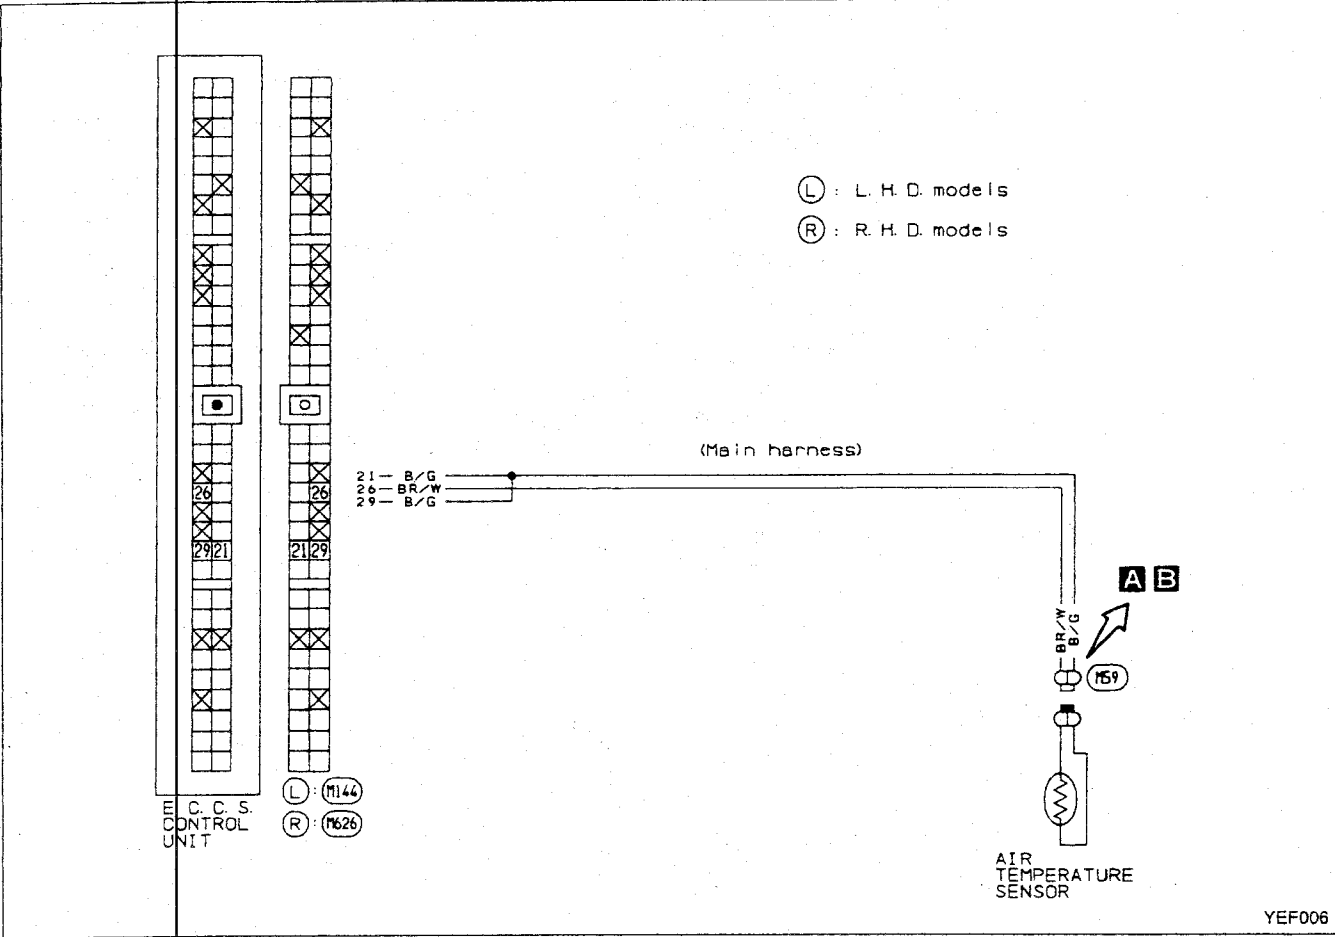 L : L. H. D. models
R : R. H. D. models
(Main harness)
21 B/G
26 BR/W
29 B/G
26
26
29 21
21 29
A B
BR/W
B/G
M59
L : M144
R : M626
E. C. C. S.
CONTROL
UNIT
AIR
TEMPERATURE
SENSOR
YEF006